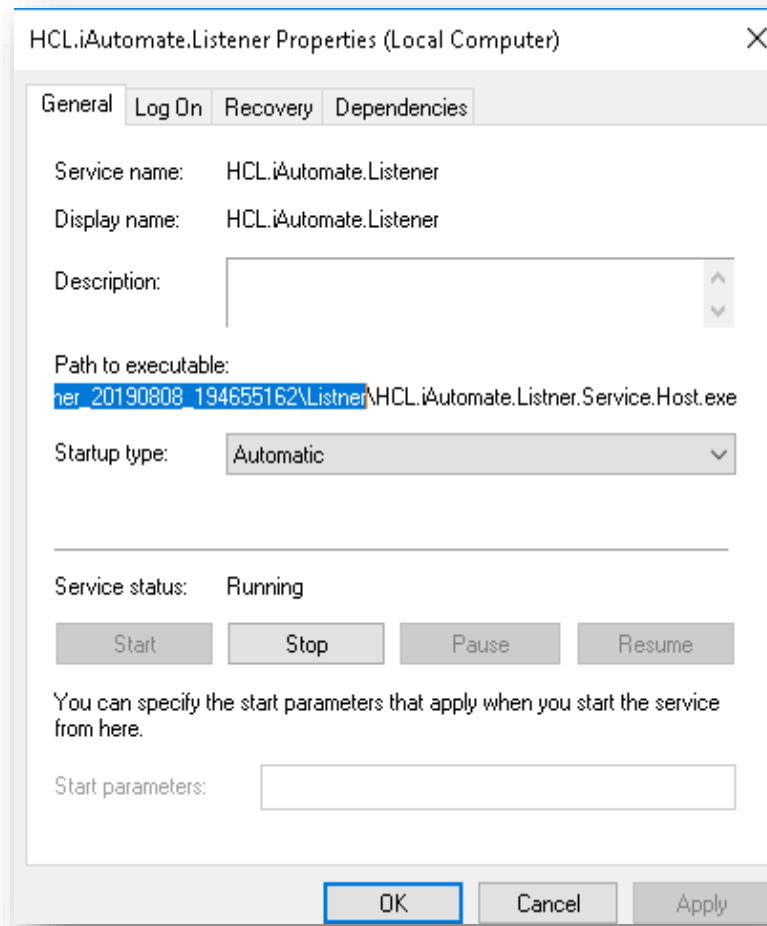 HCL.iAutomate.Listener Properties (Local Computer)
General Log On Recovery Dependencies
Service name: HCL.iAutomate.Listener
Display name: HCL.iAutomate.Listener
Description:
Path to executable:
ner_20190808_194655162\Listner\HCL.iAutomate.Listner.Service.Host.exe
Startup type: Automatic
Service status: Running
Start Stop Pause Resume
You can specify the start parameters that apply when you start the service
from here.
Start parameters:
OK Cancel Apply